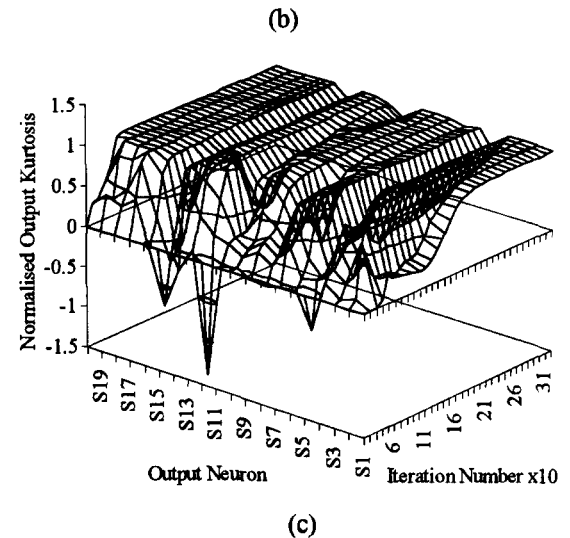 (b)
Normalised Output Kurtosis
1.5
1
0.5
0
-0.5
-1
-1.5
S19
S17
S15
S13
S11
S9
S7
S5
S3
S1
6
11
16
21
26
31
Output Neuron
Iteration Number x10
(c)